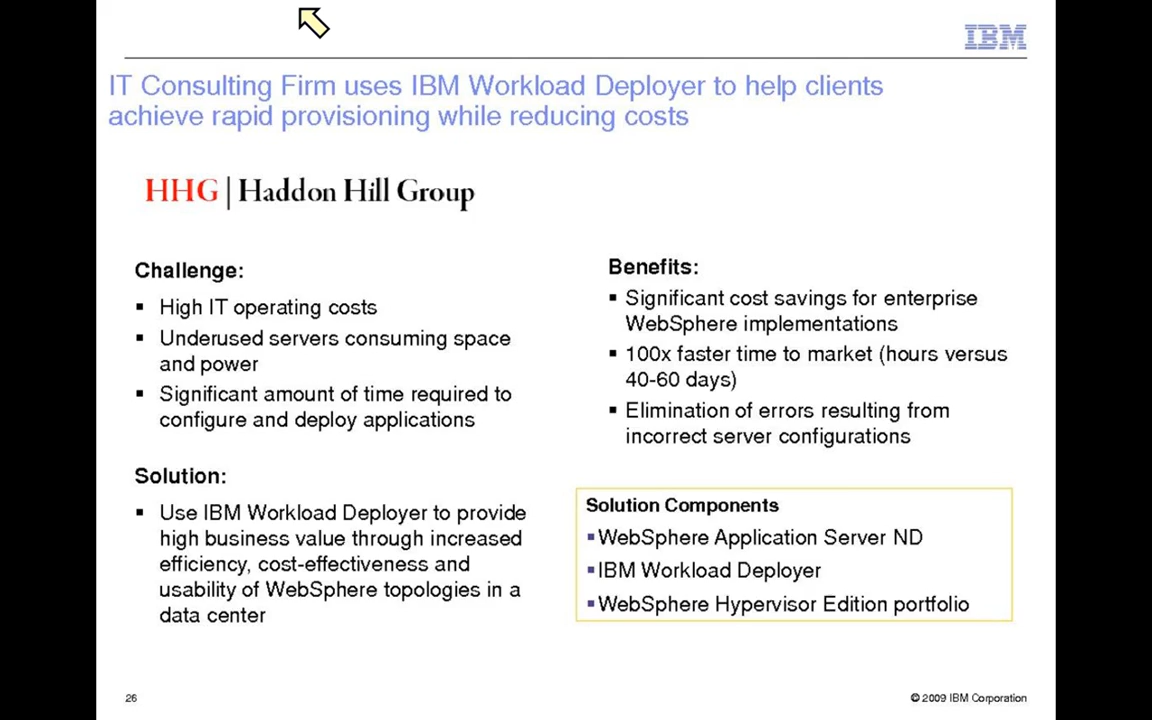 IBM
IT Consulting Firm uses IBM Workload Deployer to help clients
achieve rapid provisioning while reducing costs
HHG | Haddon Hill Group
Challenge:
▪ High IT operating costs
▪ Underused servers consuming space
and power
▪ Significant amount of time required to
configure and deploy applications
Solution:
▪ Use IBM Workload Deployer to provide
high business value through increased
efficiency, cost-effectiveness and
usability of WebSphere topologies in a
data center
Benefits:
▪ Significant cost savings for enterprise
WebSphere implementations
▪ 100x faster time to market (hours versus
40-60 days)
▪ Elimination of errors resulting from
incorrect server configurations
Solution Components
▪WebSphere Application Server ND
▪IBM Workload Deployer
▪WebSphere Hypervisor Edition portfolio
26
© 2009 IBM Corporation